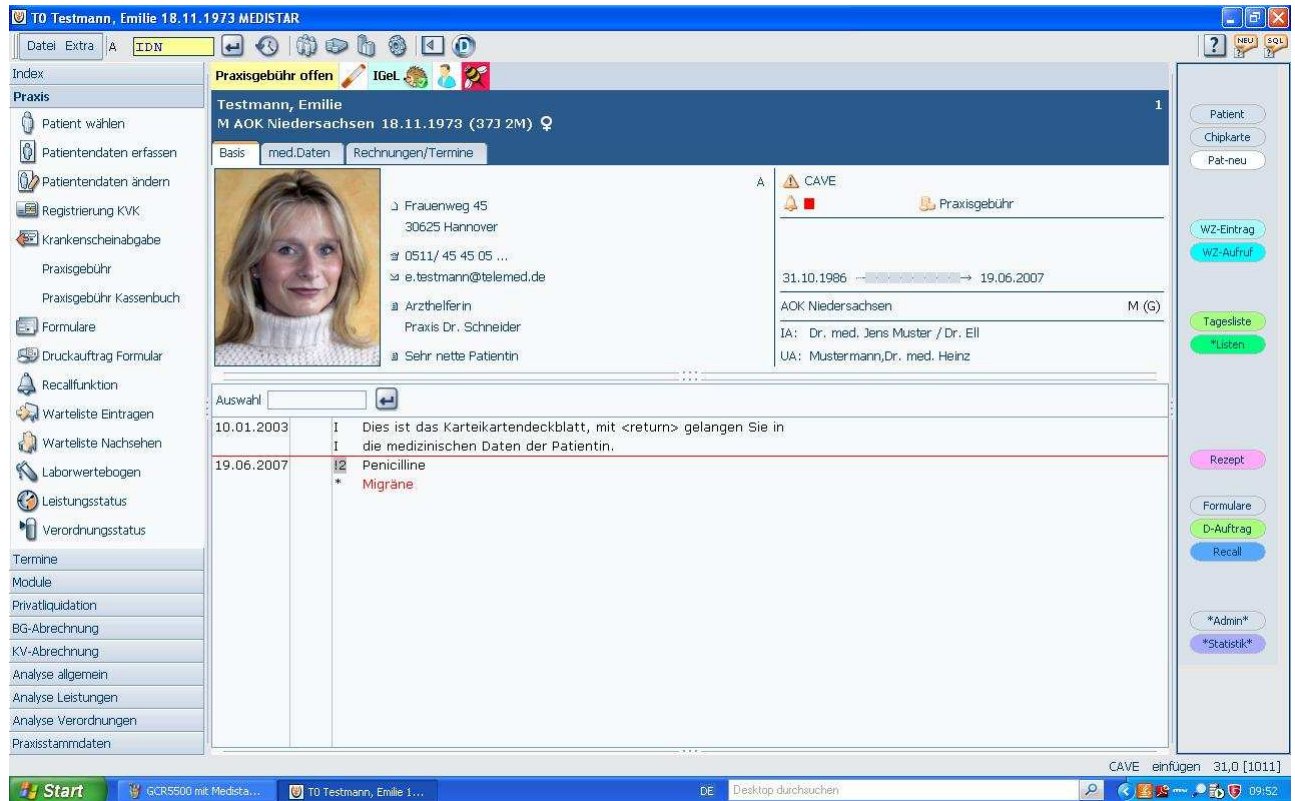 T0 Testmann, Emilie 18.11.1973 MEDISTAR
Datei Extra A IDN
? NEU ? SQL ?
Index
Praxis
Patient wählen
Patientendaten erfassen
Patientendaten ändern
Registrierung KVK
Krankenscheinabgabe
Praxisgebühr
Praxisgebühr Kassenbuch
Formulare
Druckauftrag Formular
Recallfunktion
Warteliste Eintragen
Warteliste Nachsehen
Laborwertebogen
Leistungsstatus
Verordnungsstatus
Termine
Module
Privatliquidation
BG-Abrechnung
KV-Abrechnung
Analyse allgemein
Analyse Leistungen
Analyse Verordnungen
Praxisstammdaten
Praxisgebühr offen IGeL
Testmann, Emilie 1
M AOK Niedersachsen 18.11.1973 (37J 2M) ♀
Basis med.Daten Rechnungen/Termine
A
Frauenweg 45
30625 Hannover
0511/ 45 45 05 ...
e.testmann@telemed.de
Arzthelferin
Praxis Dr. Schneider
Sehr nette Patientin
CAVE
Praxisgebühr
31.10.1986 → 19.06.2007
AOK Niedersachsen M (G)
IA: Dr. med. Jens Muster / Dr. Ell
UA: Mustermann,Dr. med. Heinz
Auswahl
10.01.2003 I Dies ist das Karteikartendeckblatt, mit <return> gelangen Sie in
I die medizinischen Daten der Patientin.
19.06.2007 !2 Penicilline
* Migräne
Patient
Chipkarte
Pat-neu
WZ-Eintrag
WZ-Aufruf
Tagesliste
*Listen
Rezept
Formulare
D-Auftrag
Recall
*Admin*
*Statistik*
CAVE einfügen 31,0 [1011]
Start GCR5500 mit Medista... T0 Testmann, Emilie 1... DE Desktop durchsuchen 09:52